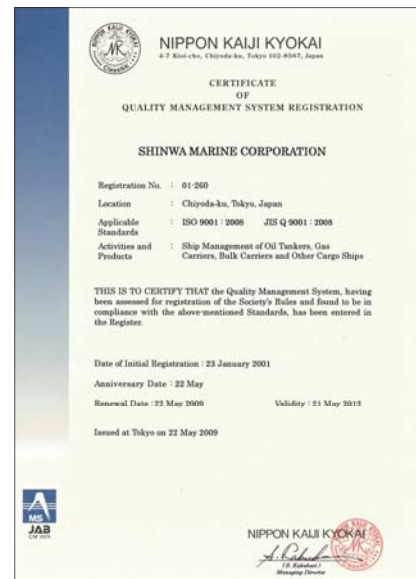 NIPPON KAIJI KYOKAI
4-7 Kioi-cho, Chiyoda-ku, Tokyo 102-8567, Japan
CERTIFICATE
OF
QUALITY MANAGEMENT SYSTEM REGISTRATION
SHINWA MARINE CORPORATION
Registration No. : 01-260
Location : Chiyoda-ku, Tokyo, Japan
Applicable Standards : ISO 9001 : 2008 JIS Q 9001 : 2008
Activities and : Ship Management of Oil Tankers, Gas
Products Carriers, Bulk Carriers and Other Cargo Ships
THIS IS TO CERTIFY THAT the Quality Management System, having
been assessed for registration of the Society's Rules and found to be in
compliance with the above-mentioned Standards, has been entered in
the Register.
Date of Initial Registration : 23 January 2001
Anniversary Date : 22 May
Renewal Date : 22 May 2009 Validity : 21 May 2012
Issued at Tokyo on 22 May 2009
MS
JAB
CM 005
NIPPON KAIJI KYOKAI
Managing Director